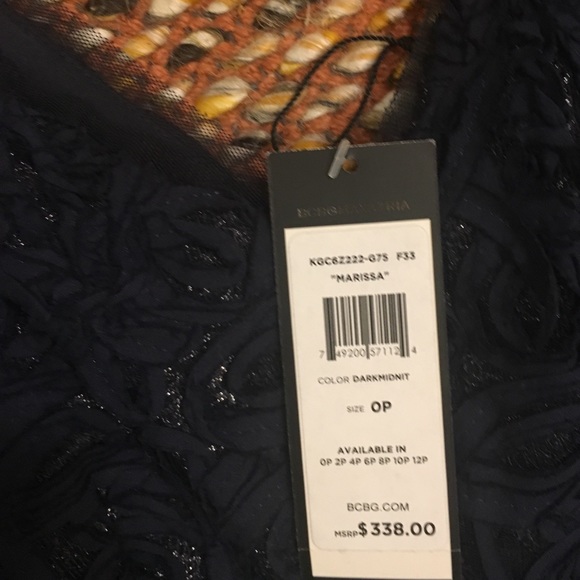 KGC6Z222-G75 F33
"MARISSA"
7 49200 57112 4
COLOR DARKMIDNIT
SIZE 0P
AVAILABLE IN
0P 2P 4P 6P 8P 10P 12P
BCBG.COM
MSRP $338.00